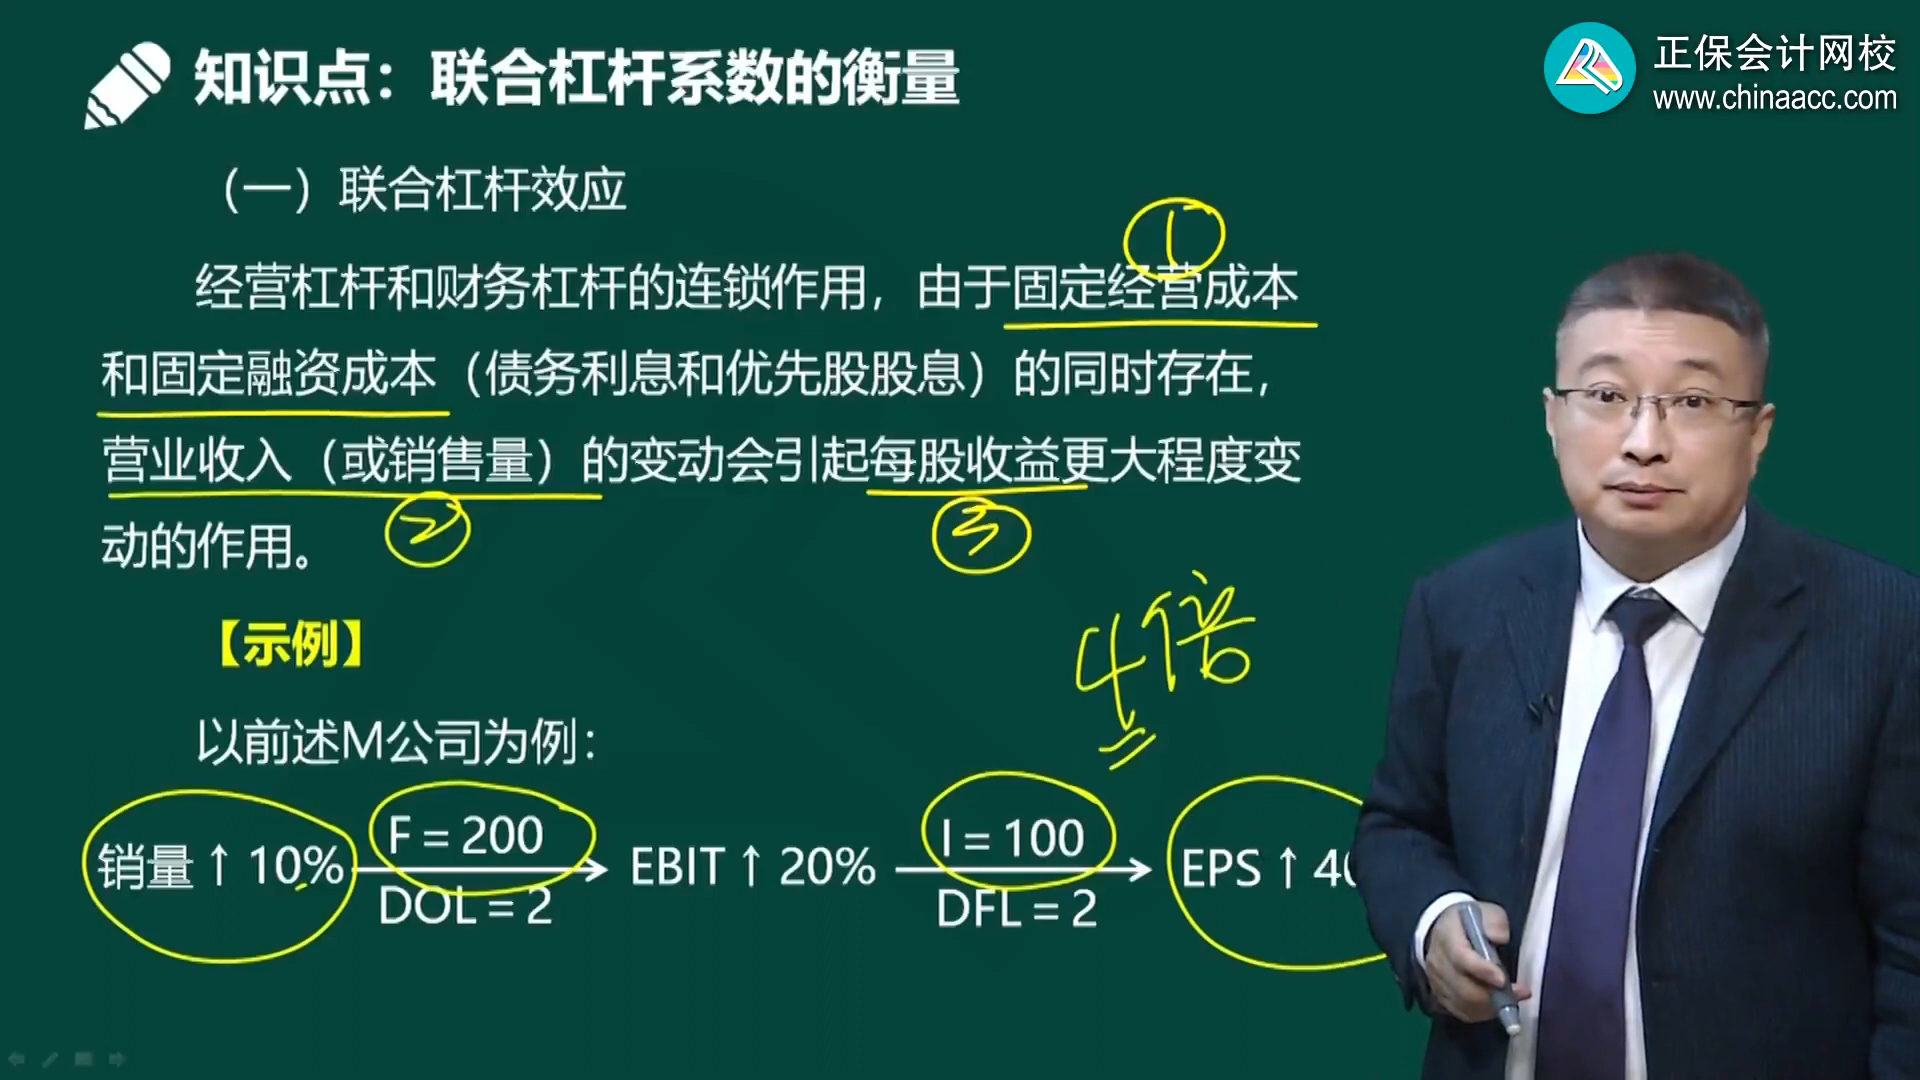 知识点：联合杠杆系数的衡量
正保会计网校
www.chinaacc.com
（一）联合杠杆效应
①
经营杠杆和财务杠杆的连锁作用，由于固定经营成本
和固定融资成本（债务利息和优先股股息）的同时存在，
营业收入（或销售量）的变动会引起每股收益更大程度变
② ③
动的作用。
4倍
【示例】
以前述M公司为例：
F＝200 I＝100
销量↑10% EBIT↑20% EPS↑40
DOL＝2 DFL＝2